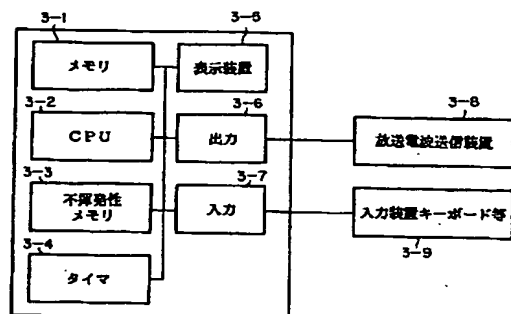 3-1
メモリ
3-2
CPU
3-3
不揮発性
メモリ
3-4
タイマ
3-5
表示装置
3-6
出力
3-7
入力
3-8
放送電波送信装置
入力装置キーボード等
3-9